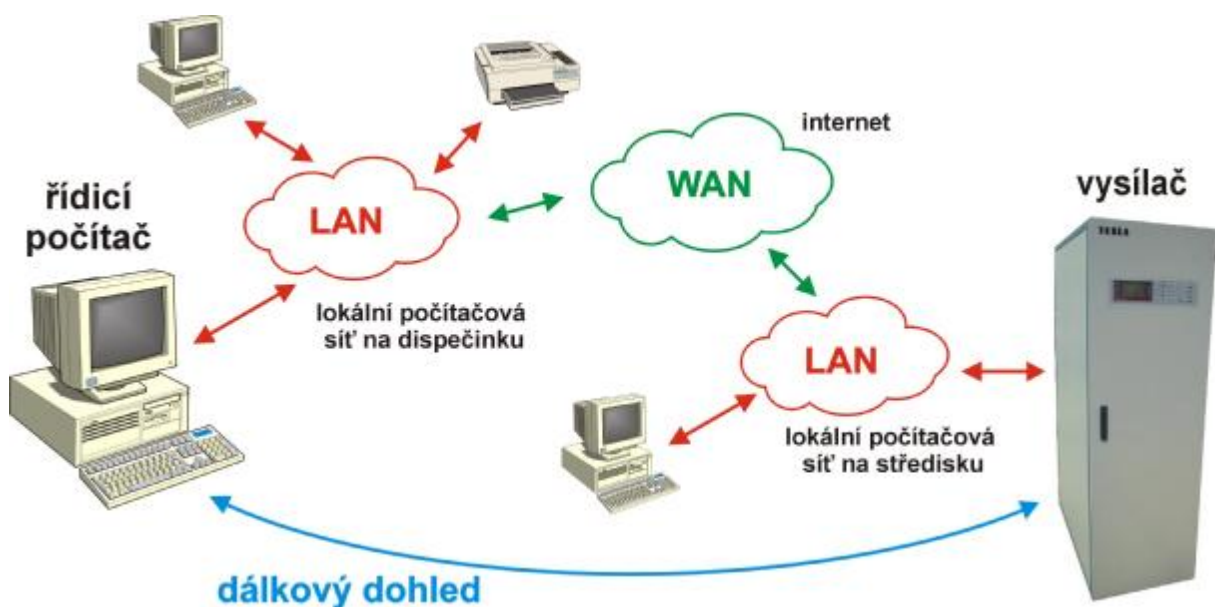 internet
WAN
vysílač
řídicí
počítač
LAN
TESLA
lokální počítačová
síť na dispečinku
LAN
lokální počítačová
síť na středisku
dálkový dohled